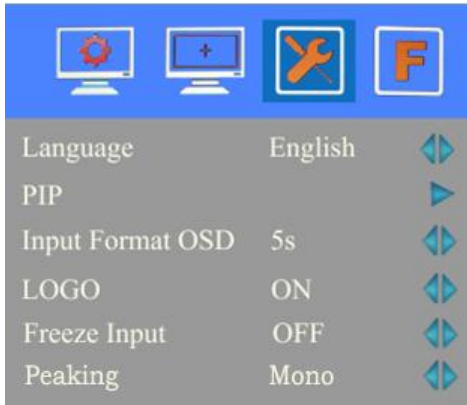 F
Language English
PIP
Input Format OSD 5s
LOGO ON
Freeze Input OFF
Peaking Mono